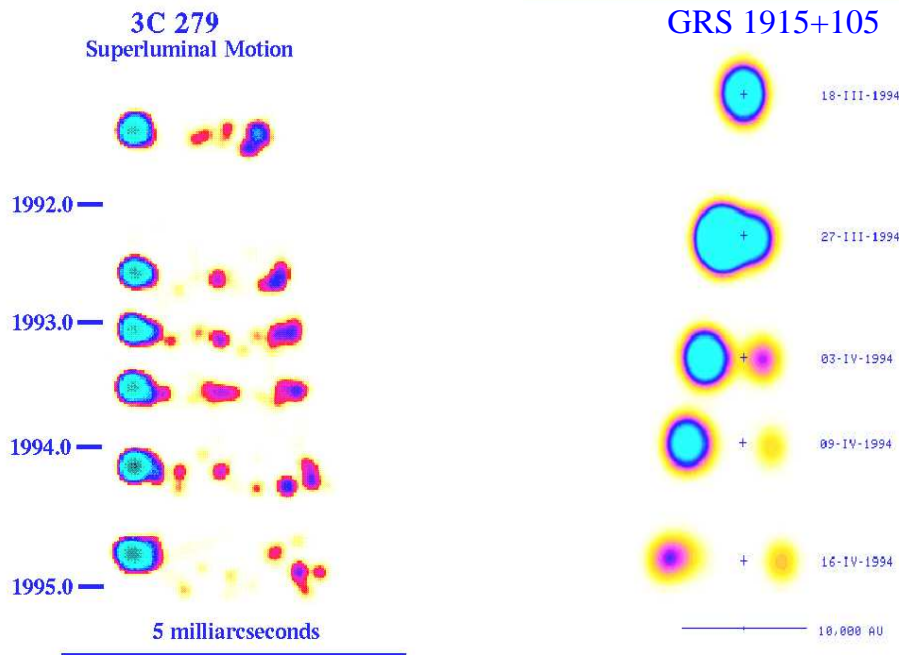 3C 279
Superluminal Motion
1992.0
1993.0
1994.0
1995.0
5 milliarcseconds
GRS 1915+105
18-III-1994
27-III-1994
03-IV-1994
09-IV-1994
16-IV-1994
10,000 AU